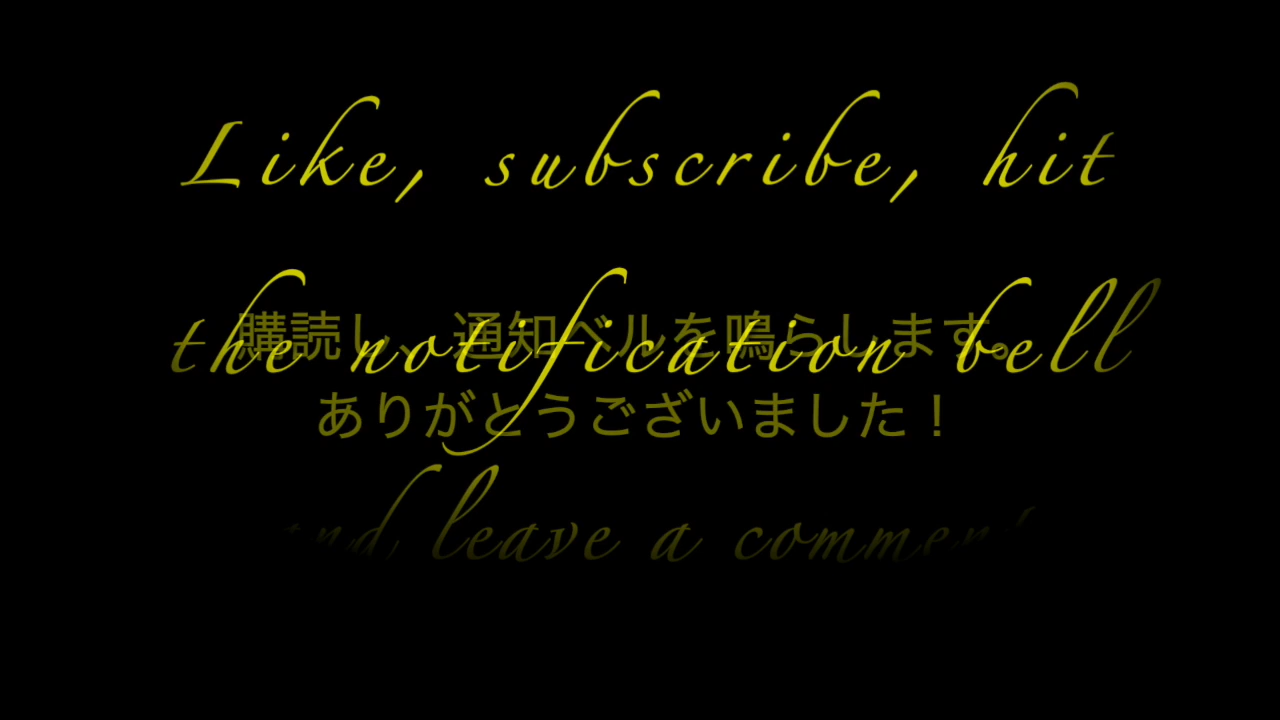 Like, subscribe, hit
the notification bell
購読し、通知ベルを鳴らします。
ありがとうございました！
and leave a comment